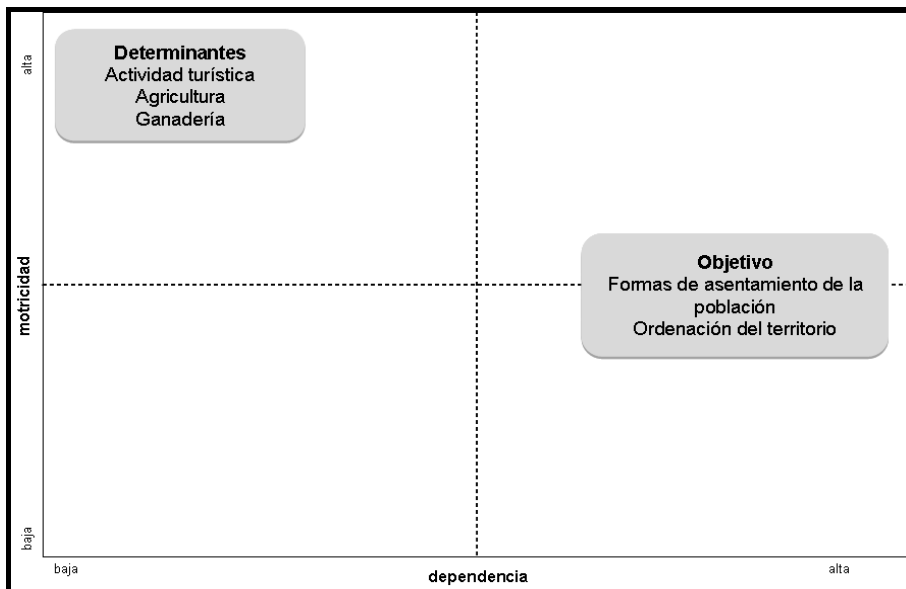 alta
Determinantes
Actividad turística
Agricultura
Ganadería
motricidad
Objetivo
Formas de asentamiento de la
población
Ordenación del territorio
baja
baja
dependencia
alta